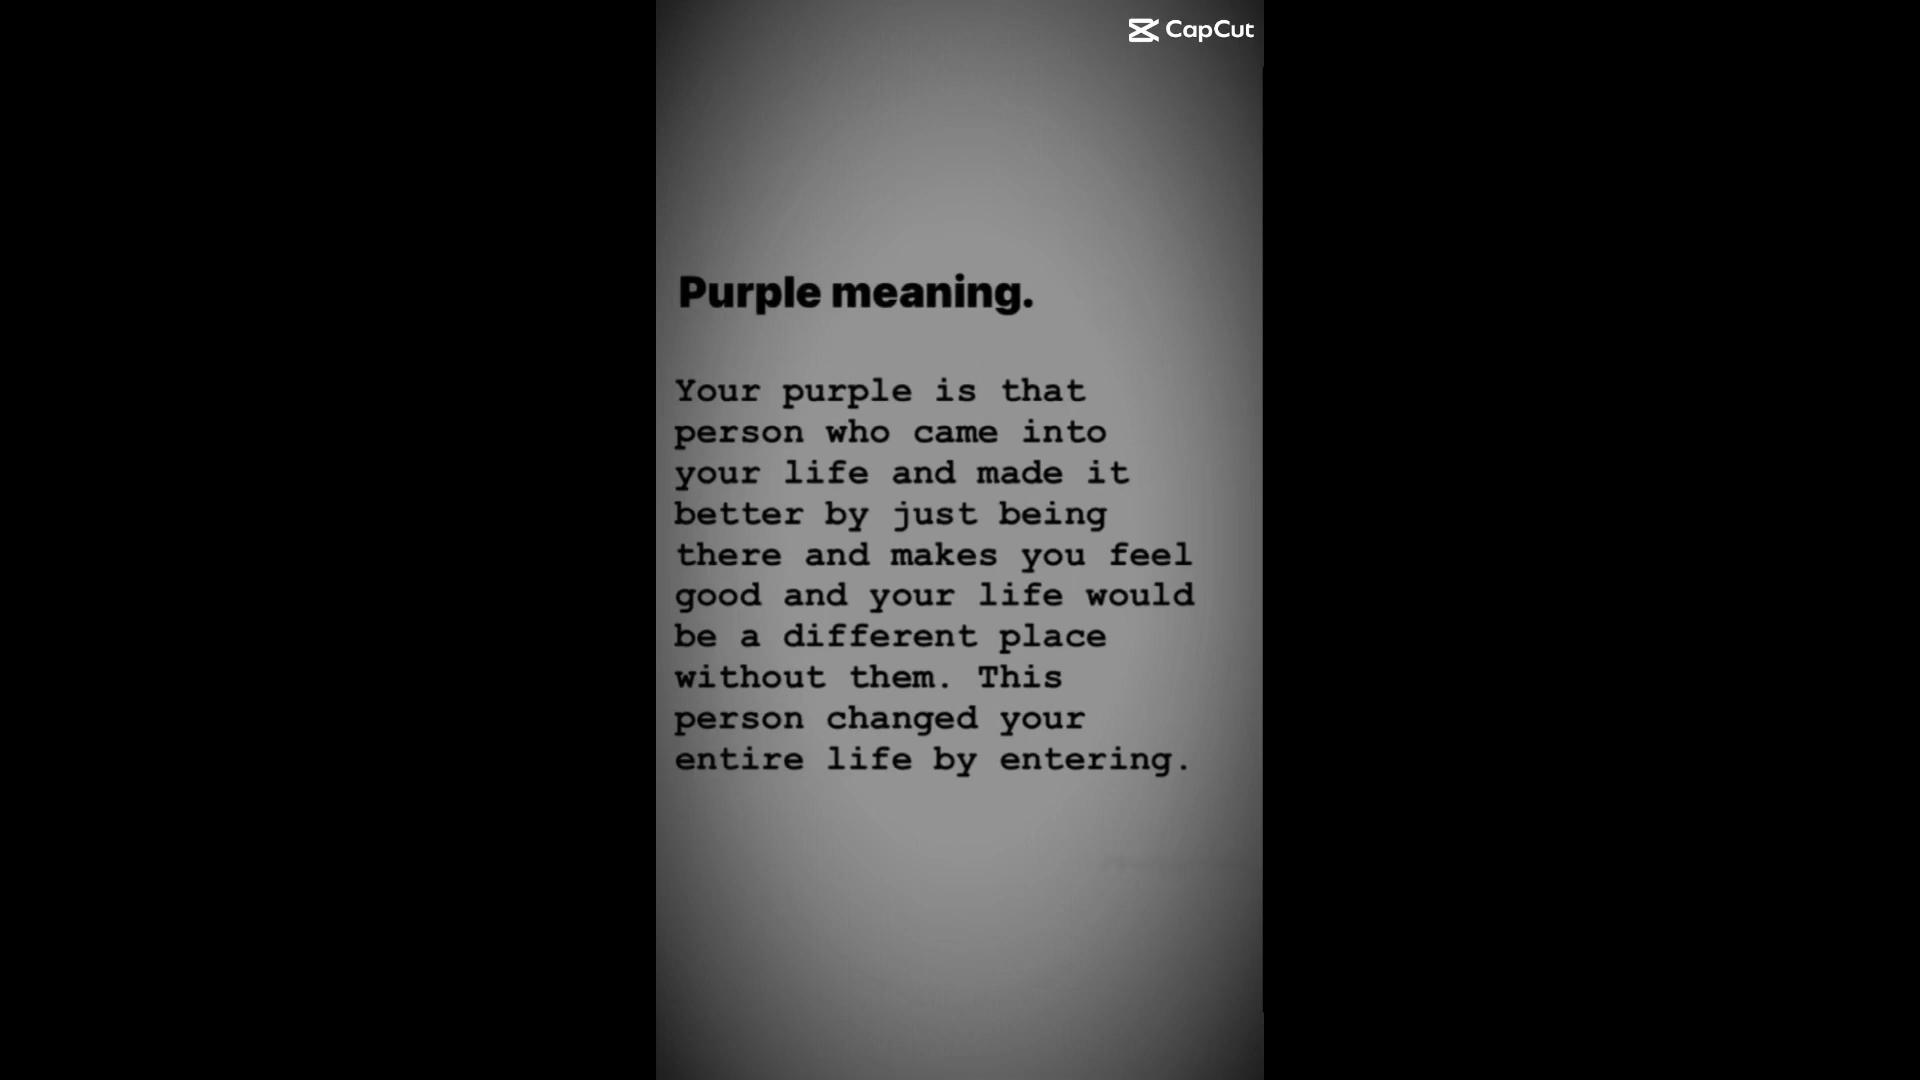 CapCut
Purple meaning.
Your purple is that
person who came into
your life and made it
better by just being
there and makes you feel
good and your life would
be a different place
without them. This
person changed your
entire life by entering.